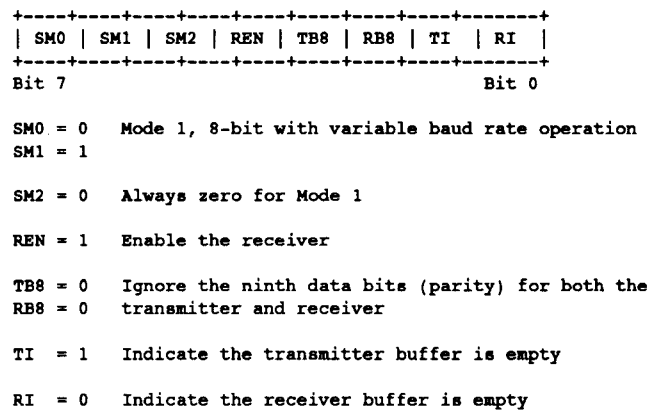 +----+----+----+----+----+----+----+-------+
| SM0 | SM1 | SM2 | REN | TB8 | RB8 | TI | RI |
+----+----+----+----+----+----+----+-------+
Bit 7 Bit 0
SM0 = 0 Mode 1, 8-bit with variable baud rate operation
SM1 = 1
SM2 = 0 Always zero for Mode 1
REN = 1 Enable the receiver
TB8 = 0 Ignore the ninth data bits (parity) for both the
RB8 = 0 transmitter and receiver
TI = 1 Indicate the transmitter buffer is empty
RI = 0 Indicate the receiver buffer is empty